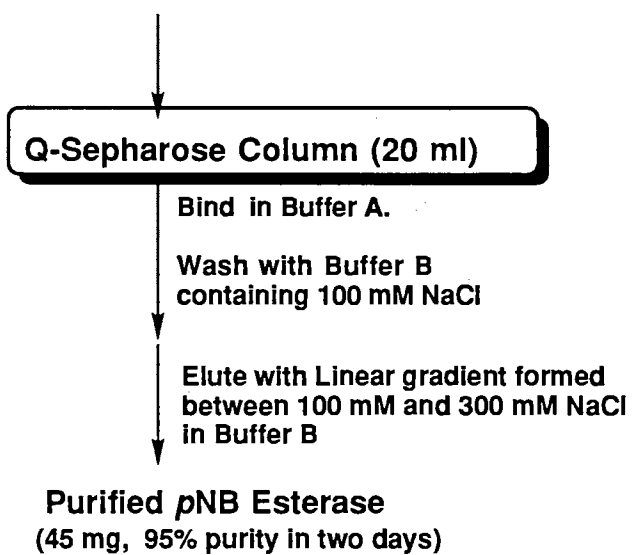 Q-Sepharose Column (20 ml)
Bind in Buffer A.
Wash with Buffer B
containing 100 mM NaCl
Elute with Linear gradient formed
between 100 mM and 300 mM NaCl
in Buffer B
Purified pNB Esterase
(45 mg, 95% purity in two days)